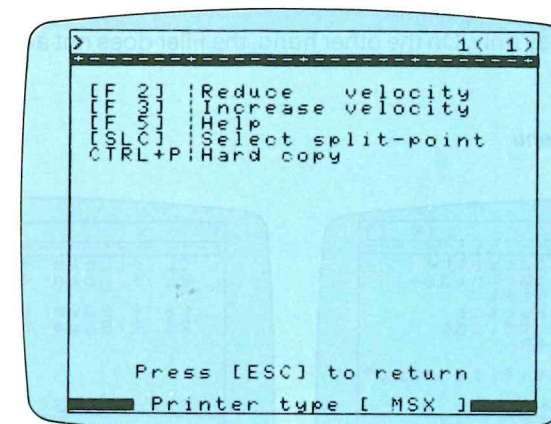 > 1( 1)
[F 2] ¦Reduce velocity
[F 3] ¦Increase velocity
[F 5] ¦Help
[SLC] ¦Select split-point
CTRL+P¦Hard copy
Press [ESC] to return
Printer type [ MSX ]